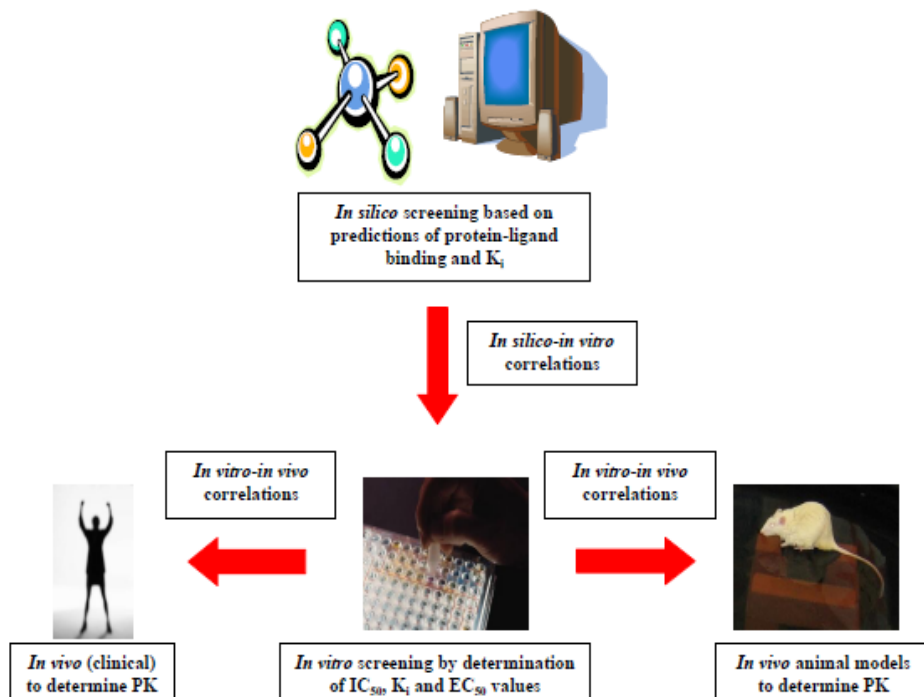 In silico screening based on
predictions of protein-ligand
binding and Ki
In silico-in vitro
correlations
In vitro-in vivo
correlations
In vitro-in vivo
correlations
In vivo (clinical)
to determine PK
In vitro screening by determination
of IC50, Ki and EC50 values
In vivo animal models
to determine PK